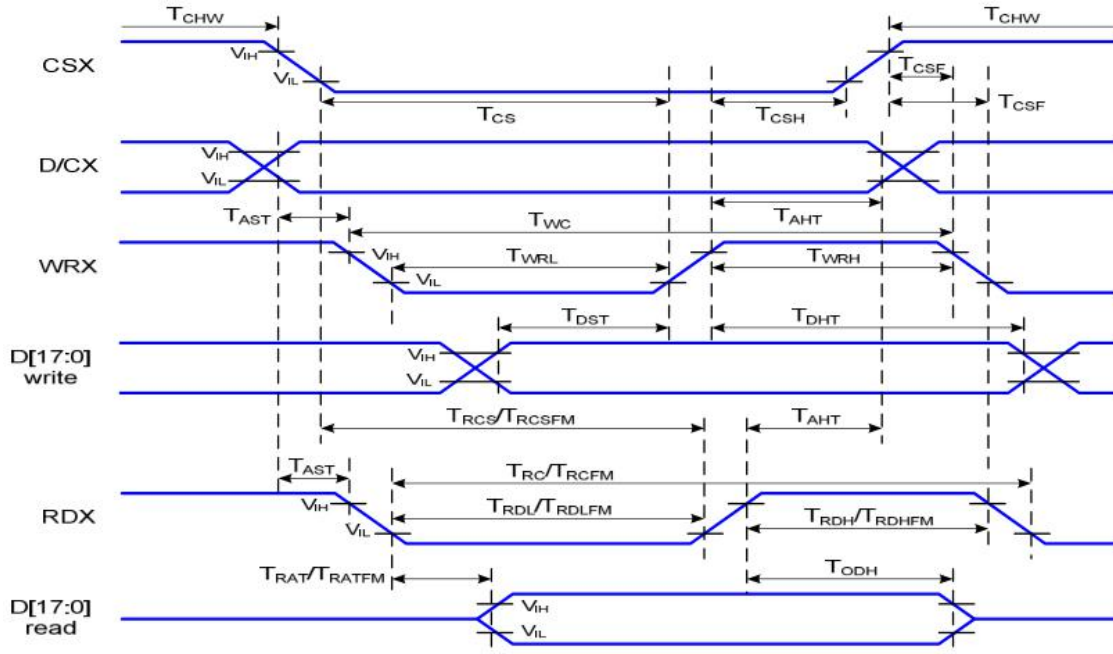 TCHW TCHW
CSX VIH VIL TCSF
TCS TCSH TCSF
D/CX VIH VIL
TAST TWC TAHT
WRX VIH TWRL TWRH
VIL
TDST TDHT
D[17:0] VIH
write VIL
TRCS/TRCSFM TAHT
TAST TRC/TRCFM
RDX VIH TRDL/TRDLFM TRDH/TRDHFM
VIL
TRAT/TRATFM TODH
D[17:0] VIH
read VIL